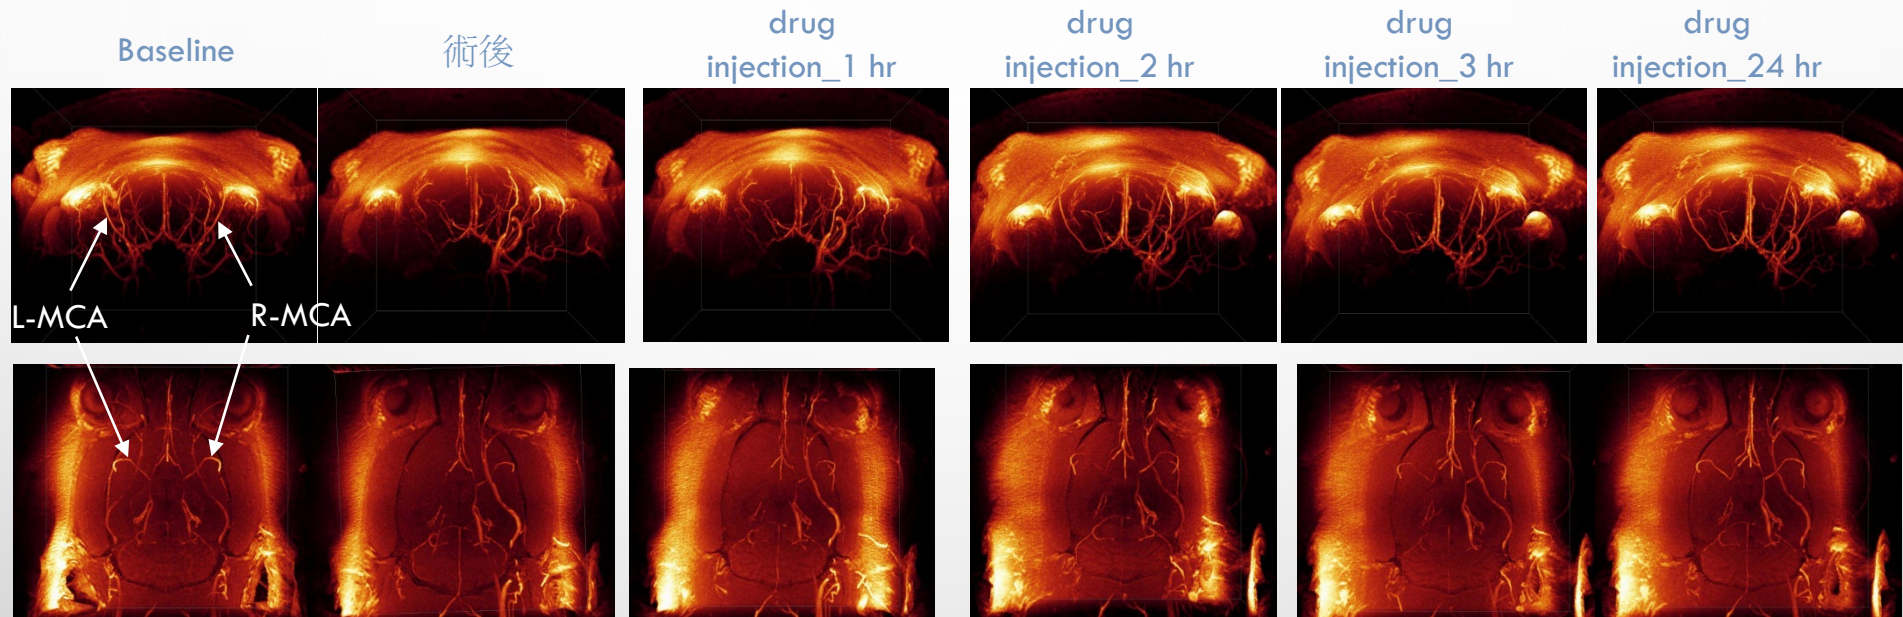 Baseline
術後
drug
injection_1 hr
drug
injection_2 hr
drug
injection_3 hr
drug
injection_24 hr
L-MCA
R-MCA